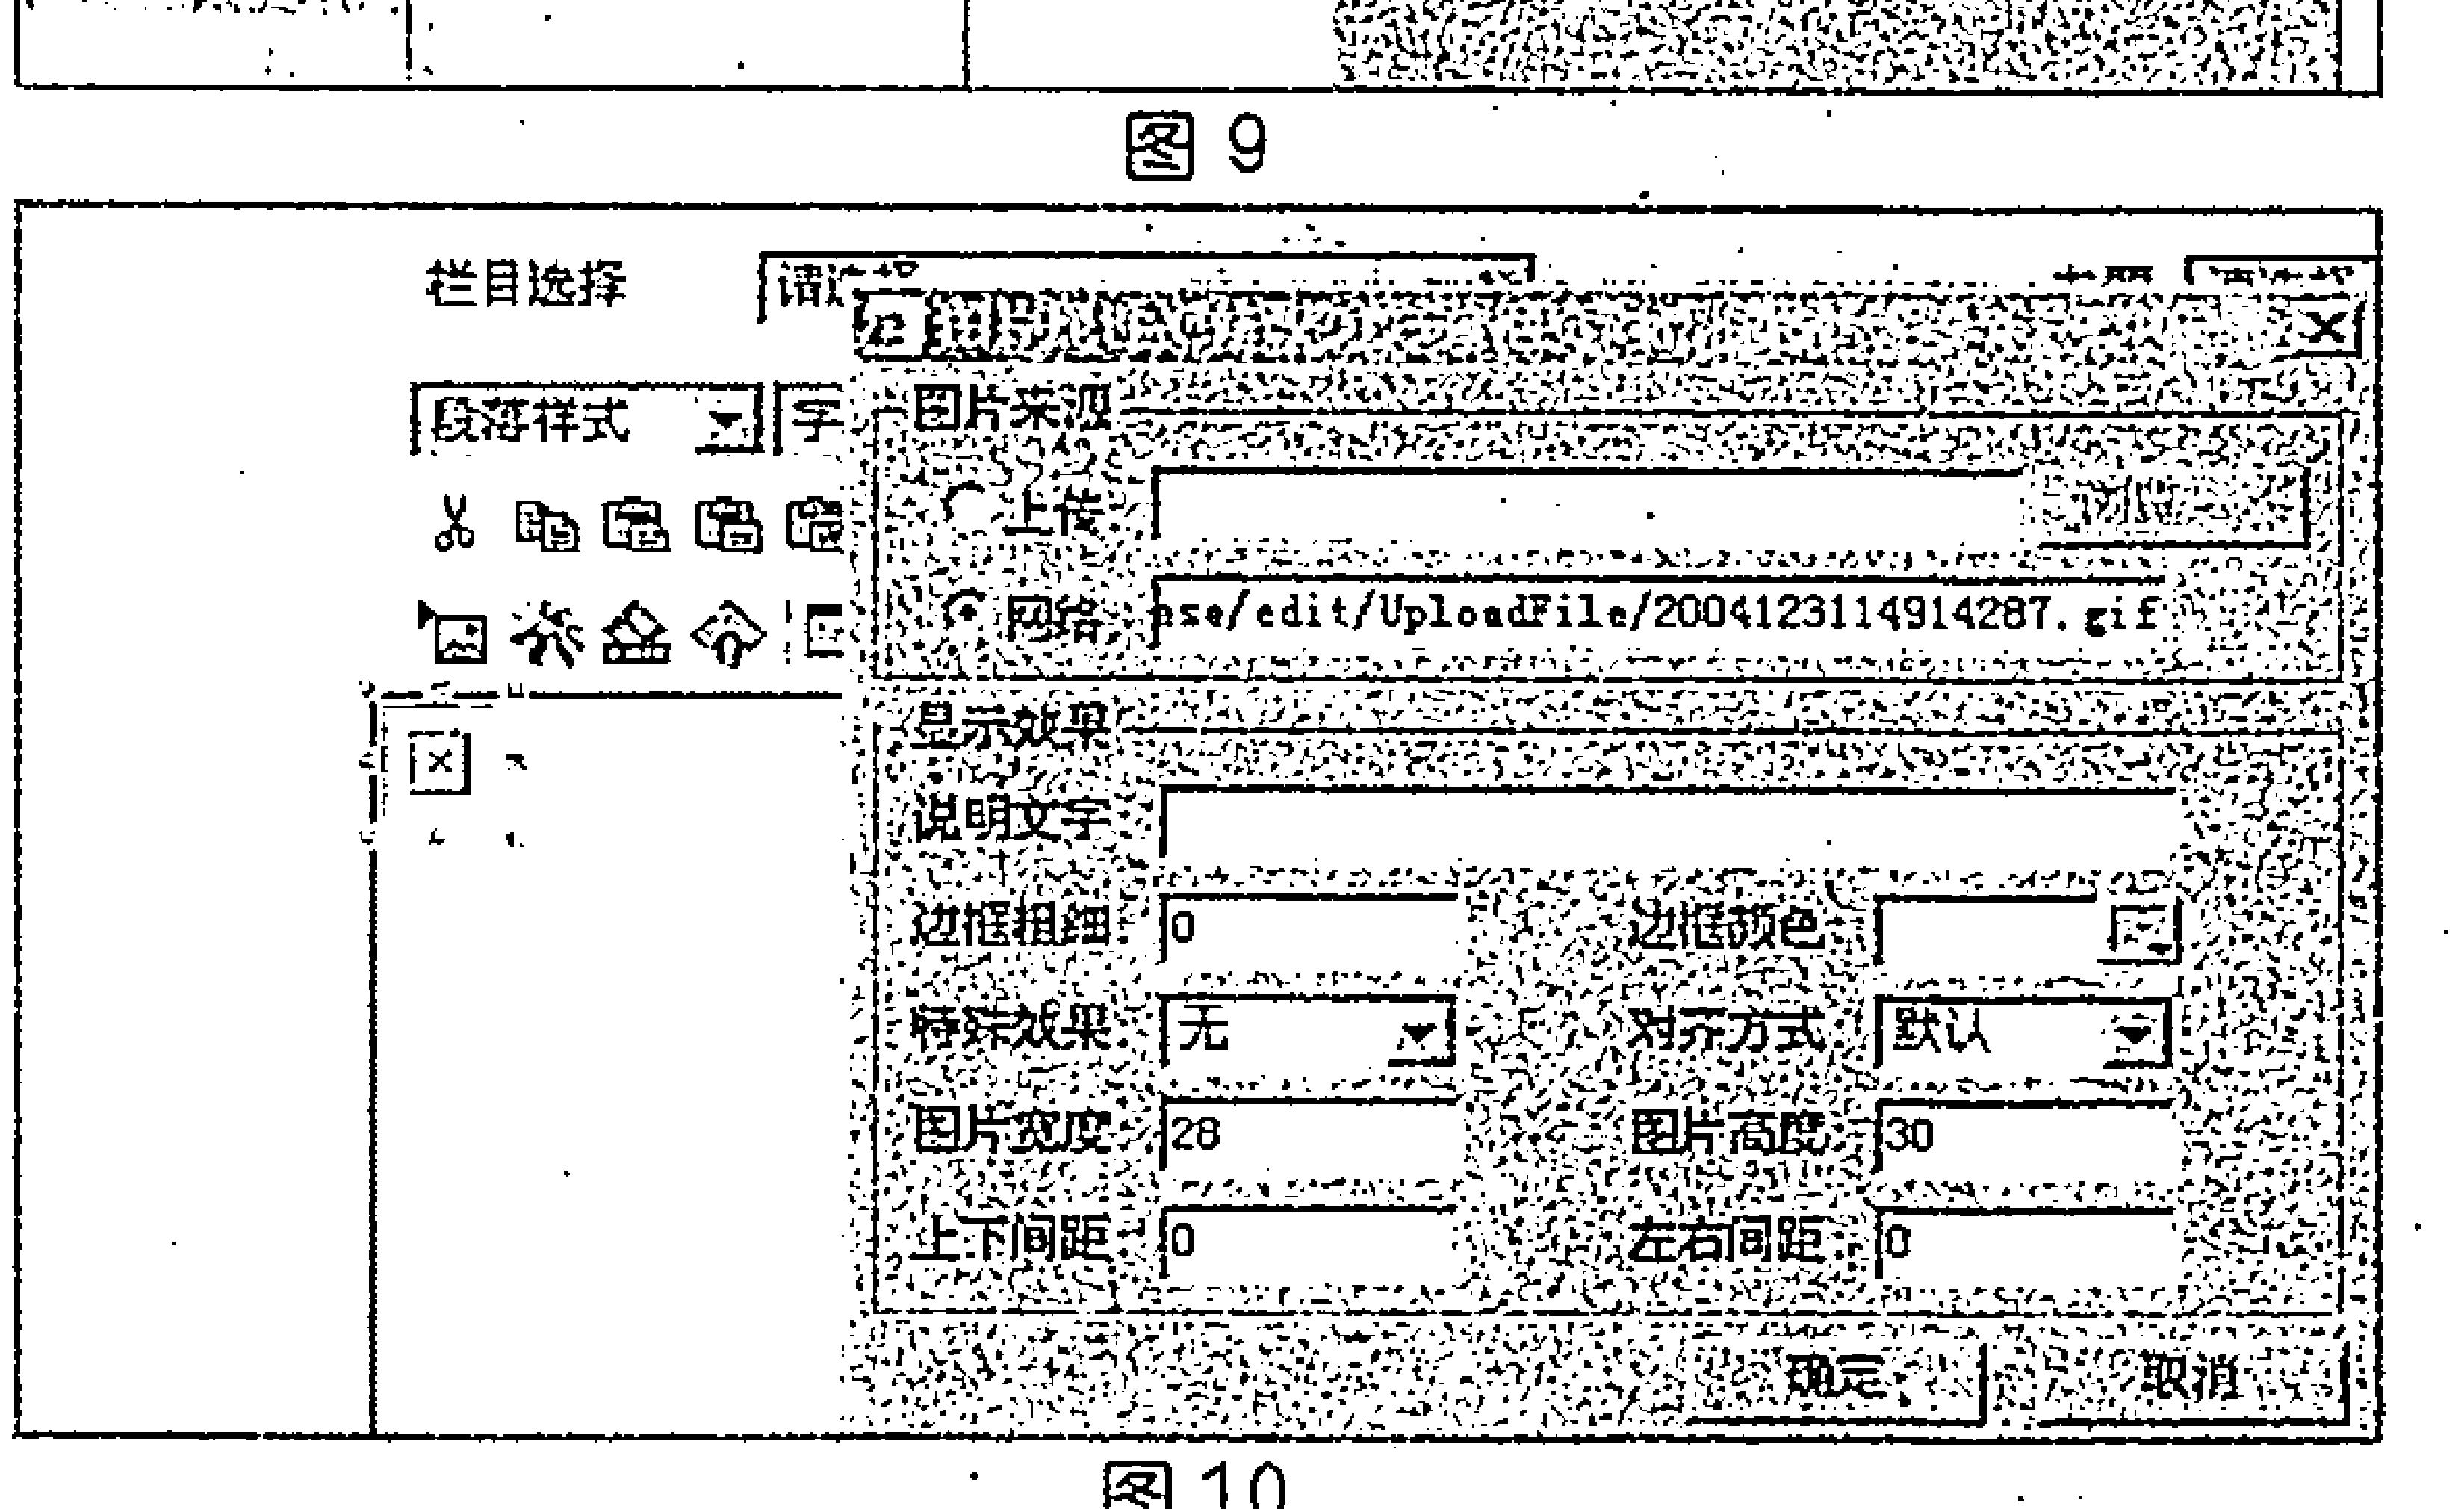 图 9
栏目选择 请
段落样式 字
图片来源
上传
网络 ase/edit/UploadFile/2004123114914287.gif
显示效果
说明文字
边框粗细 0 边框颜色
特殊效果 无 对齐方式 默认
图片宽度 28 图片高度 30
上下间距 0 左右间距 0
确定 取消
图 10